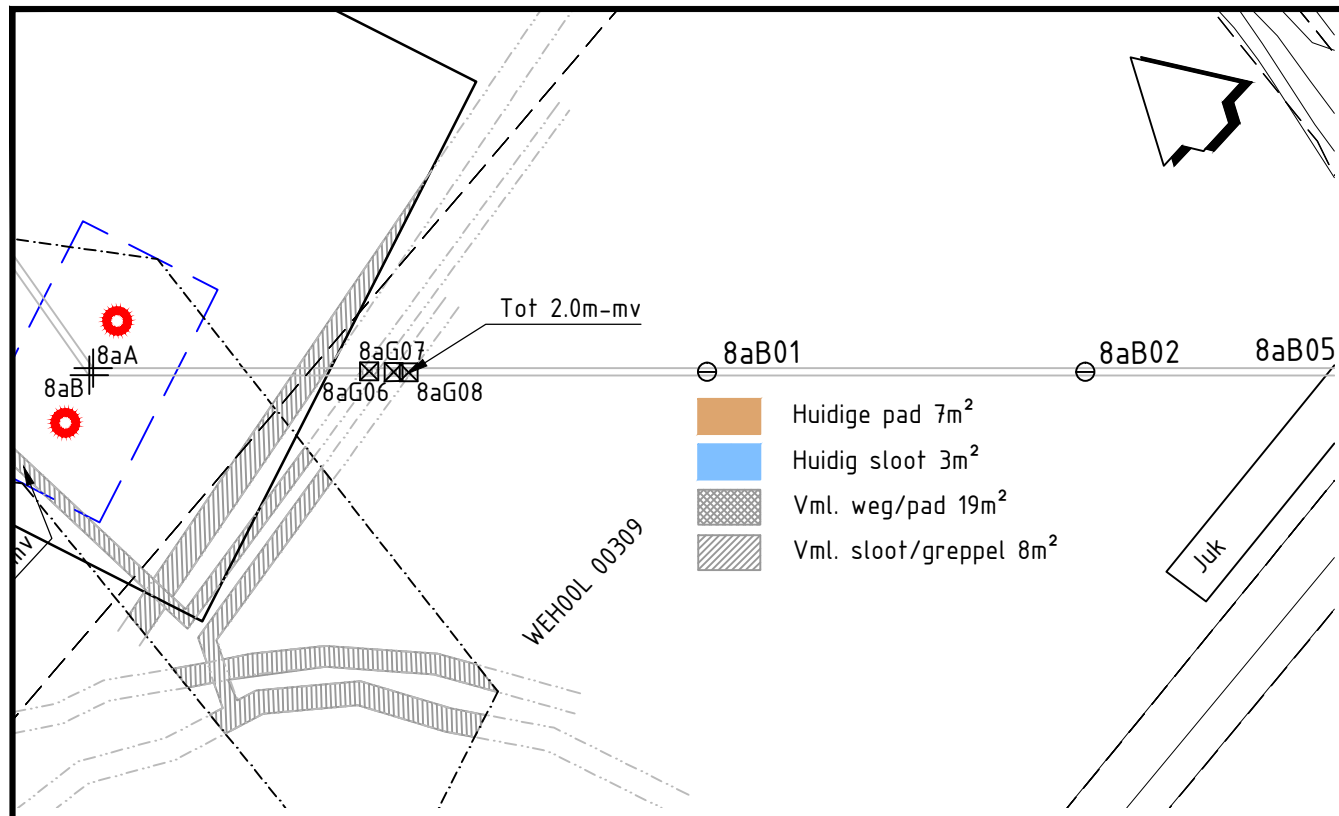 Tot 2.0m-mv
8aG07
8aB01
8aB02
8aB05
8aA
8aB
8aG06
8aG08
Huidige pad 7m²
Huidig sloot 3m²
Vml. weg/pad 19m²
Vml. sloot/greppel 8m²
WEH00L 00309
Juk
mv